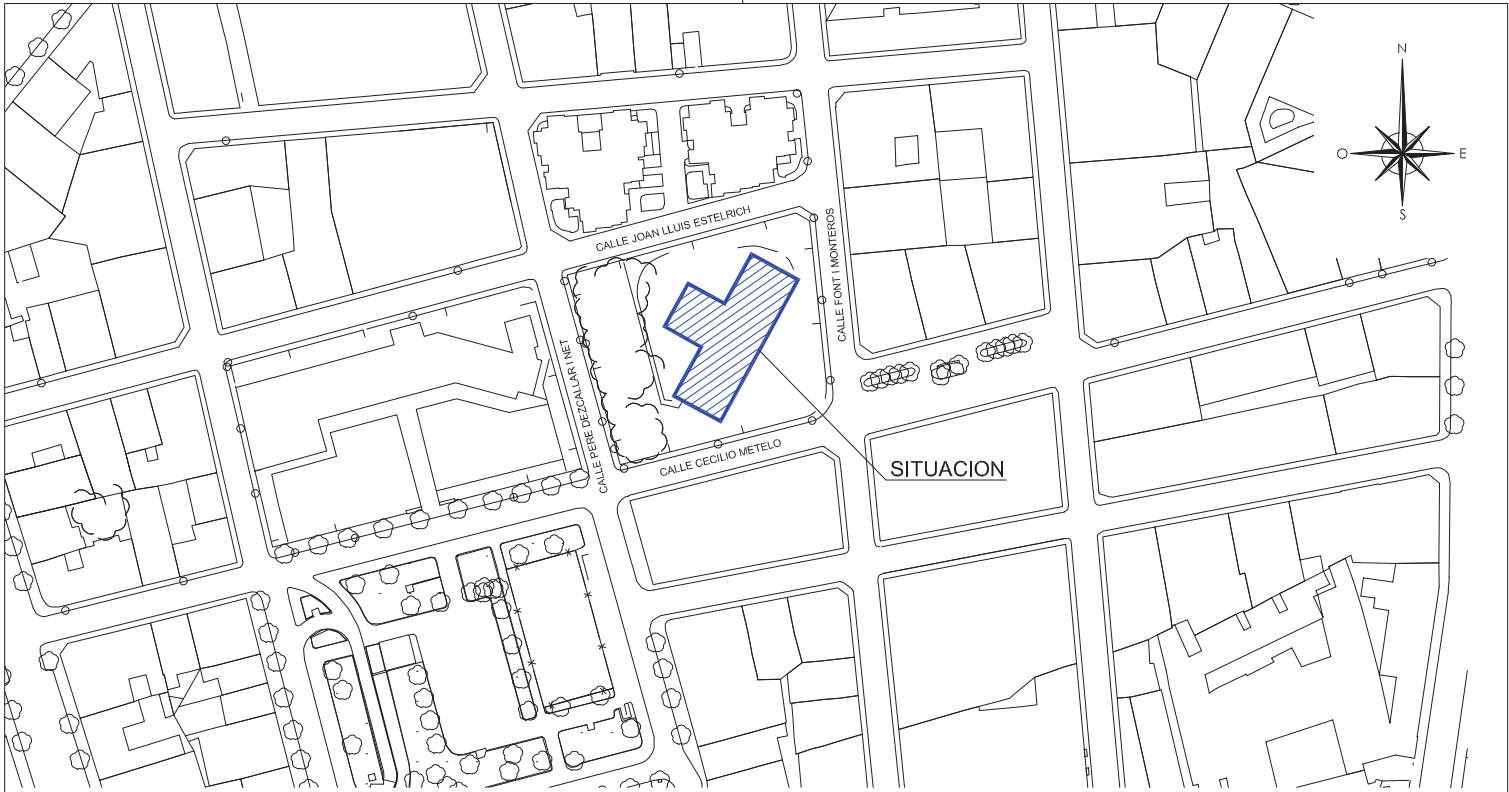 N
O
E
S
CALLE JOAN LLUIS ESTELRICH
CALLE FONT I MONTEROS
CALLE PERE DEZCALLAR I NET
CALLE CECILIO METELO
SITUACION